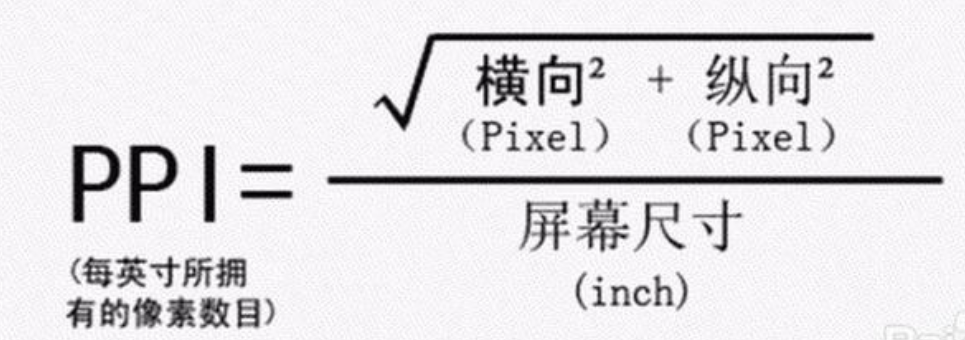 横向² + 纵向²
(Pixel) (Pixel)
PPI=
屏幕尺寸
(inch)
(每英寸所拥
有的像素数目)